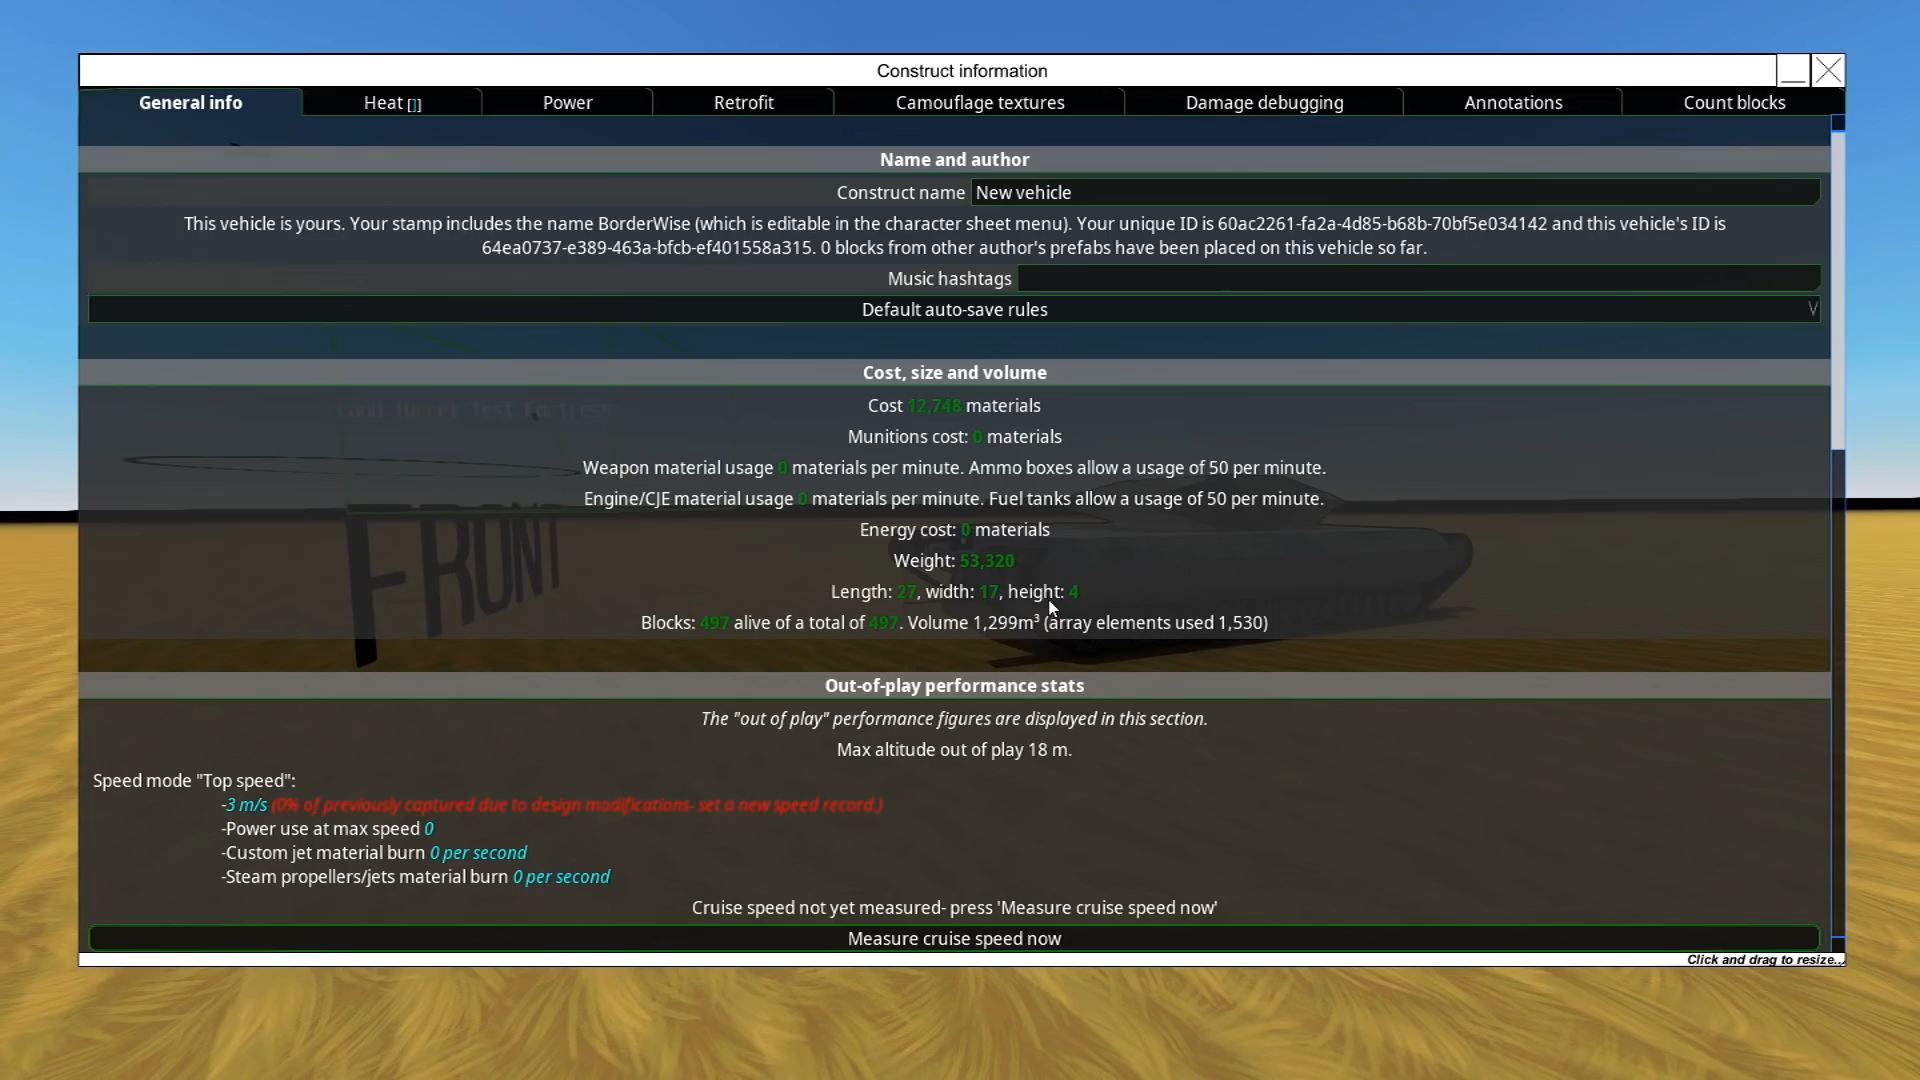 Construct information
General info
Heat []
Power
Retrofit
Camouflage textures
Damage debugging
Annotations
Count blocks
Name and author
Construct name New vehicle
This vehicle is yours. Your stamp includes the name BorderWise (which is editable in the character sheet menu). Your unique ID is 60ac2261-fa2a-4d85-b68b-70bf5e034142 and this vehicle's ID is
64ea0737-e389-463a-bfcb-ef401558a315. 0 blocks from other author's prefabs have been placed on this vehicle so far.
Music hashtags
Default auto-save rules
Cost, size and volume
Cost 12,748 materials
Land Turret Test Fortress
Munitions cost: 0 materials
Weapon material usage 0 materials per minute. Ammo boxes allow a usage of 50 per minute.
Engine/CJE material usage 0 materials per minute. Fuel tanks allow a usage of 50 per minute.
FRONT
Energy cost: 0 materials
Weight: 53,320
Length: 27, width: 17, height: 4
Blocks: 497 alive of a total of 497. Volume 1,299m³ (array elements used 1,530)
Out-of-play performance stats
The "out of play" performance figures are displayed in this section.
Max altitude out of play 18 m.
Speed mode "Top speed":
-3 m/s (0% of previously captured due to design modifications- set a new speed record.)
-Power use at max speed 0
-Custom jet material burn 0 per second
-Steam propellers/jets material burn 0 per second
Cruise speed not yet measured- press 'Measure cruise speed now'
Measure cruise speed now
Click and drag to resize...